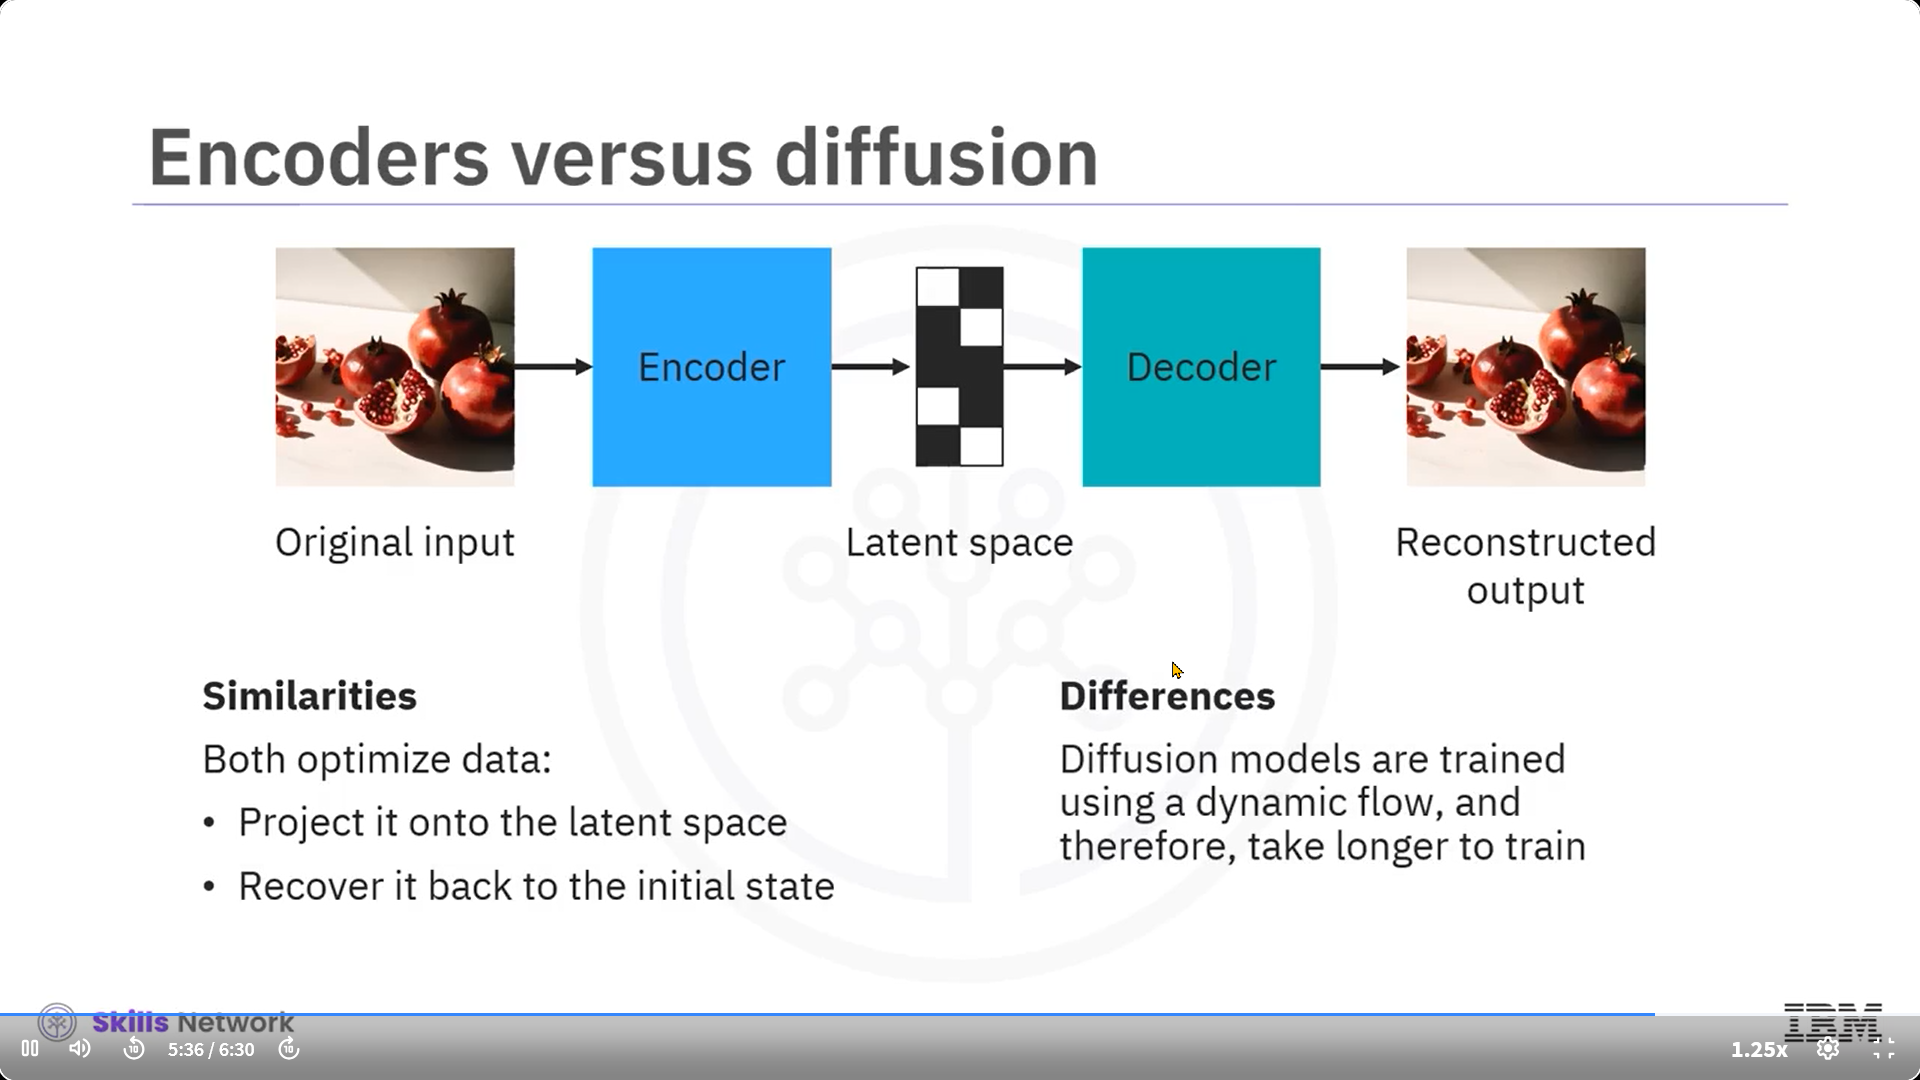 Encoders versus diffusion
Encoder
Decoder
Original input
Latent space
Reconstructed
output
Similarities
Both optimize data:
• Project it onto the latent space
• Recover it back to the initial state
Differences
Diffusion models are trained
using a dynamic flow, and
therefore, take longer to train
Skills Network
IBM
10
5:36 / 6:30
10
1.25x